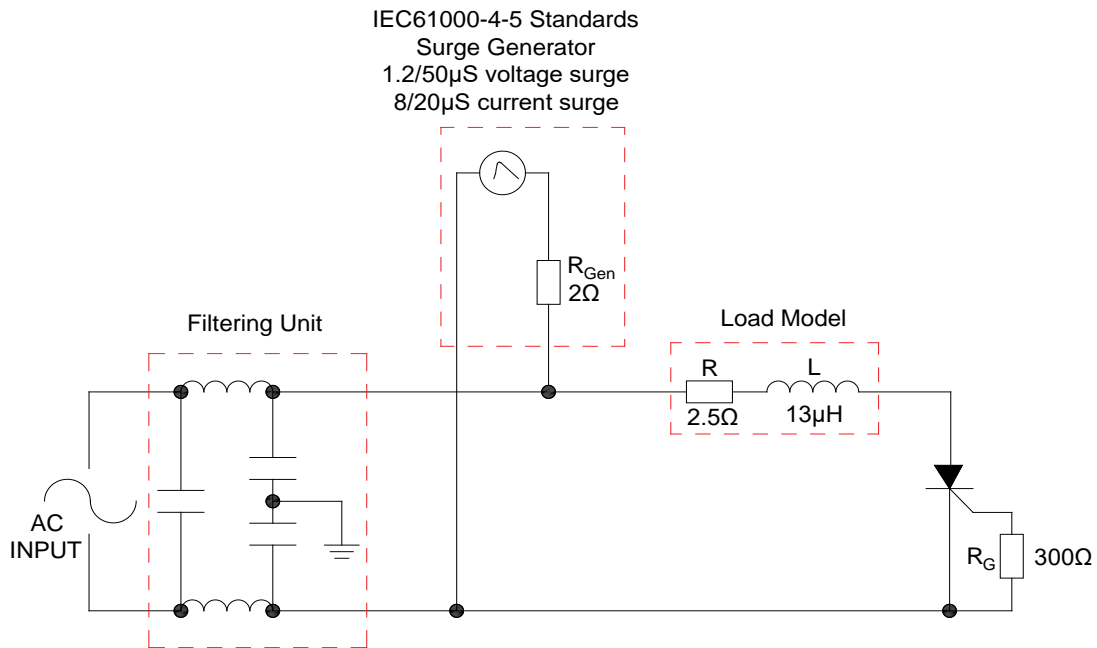 IEC61000-4-5 Standards
Surge Generator
1.2/50µS voltage surge
8/20µS current surge
RGen
2Ω
Filtering Unit
Load Model
R
L
2.5Ω
13µH
AC
INPUT
RG
300Ω